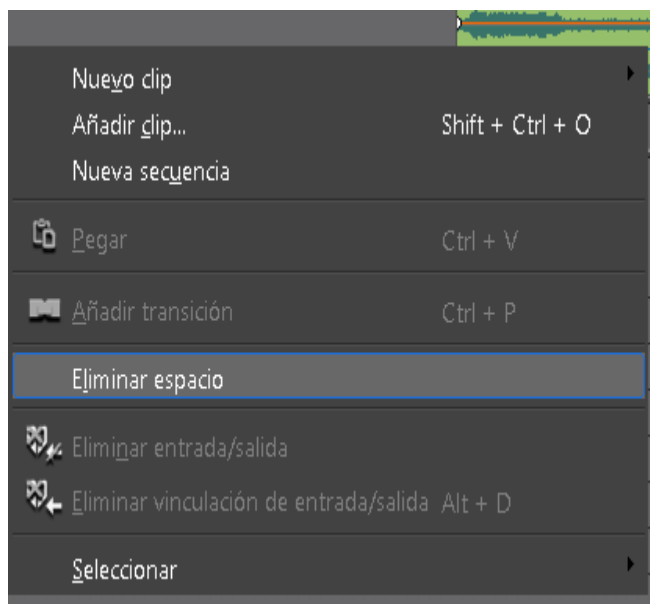 Nuevo clip
Añadir clip... Shift + Ctrl + O
Nueva secuencia
Pegar Ctrl + V
Añadir transición Ctrl + P
Eliminar espacio
Eliminar entrada/salida
Eliminar vinculación de entrada/salida Alt + D
Seleccionar